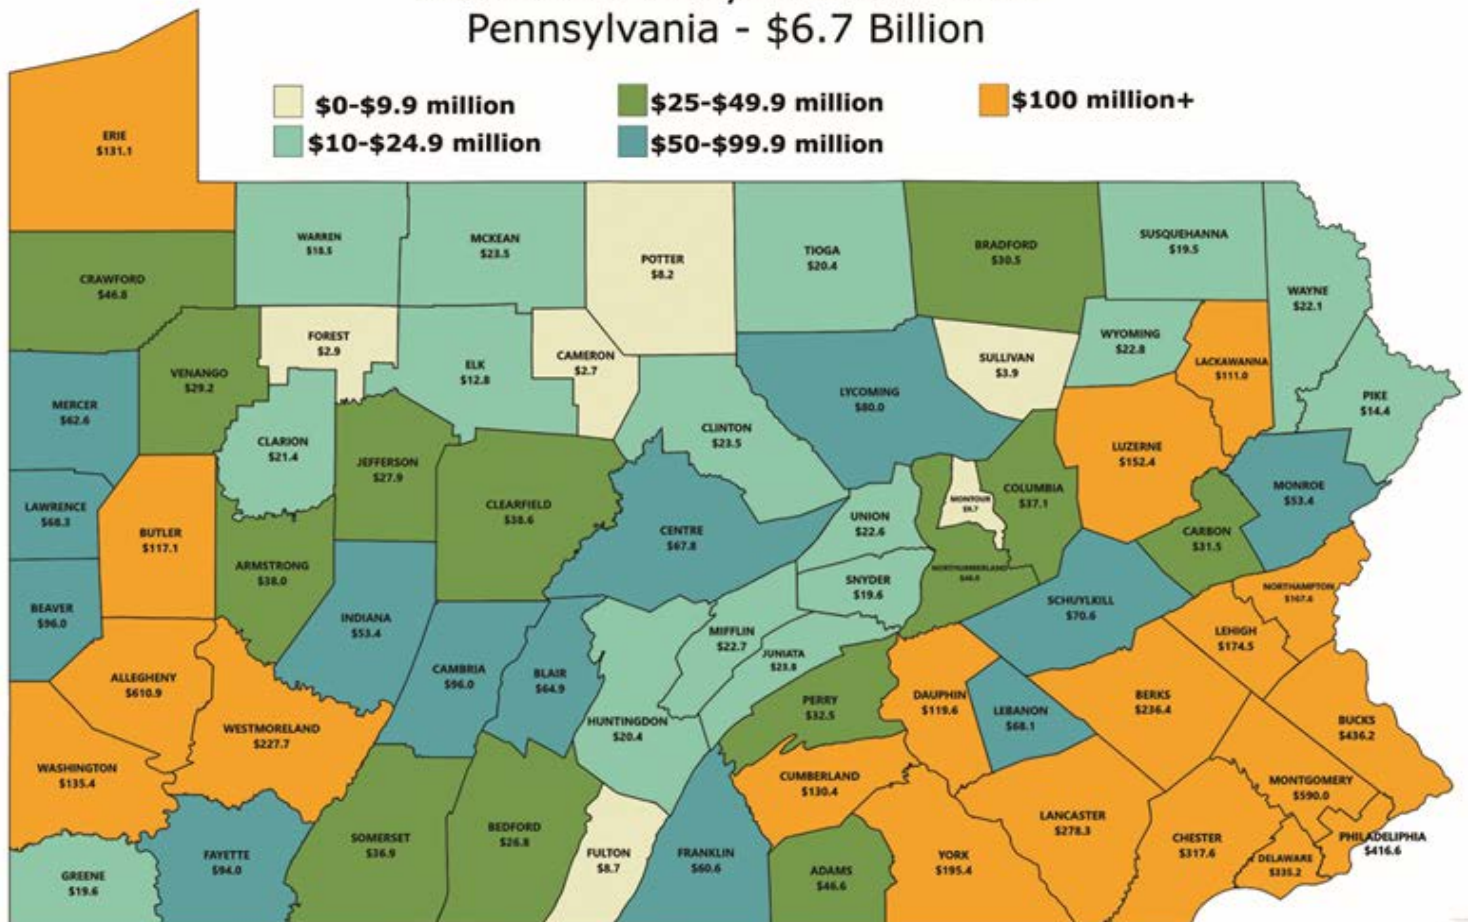 Pennsylvania - $6.7 Billion
$0-$9.9 million
$10-$24.9 million
$25-$49.9 million
$50-$99.9 million
$100 million+
ERIE
$131.1
CRAWFORD
$46.8
WARREN
$18.5
MCKEAN
$23.5
POTTER
$8.2
TIOGA
$20.4
BRADFORD
$30.5
SUSQUEHANNA
$19.5
WAYNE
$22.1
FOREST
$2.9
VENANGO
$29.2
ELK
$12.8
CAMERON
$2.7
SULLIVAN
$3.9
WYOMING
$22.8
LACKAWANNA
$111.0
PIKE
$14.4
MERCER
$62.6
CLARION
$21.4
CLINTON
$23.5
LYCOMING
$80.0
LUZERNE
$152.4
JEFFERSON
$27.9
CLEARFIELD
$38.6
LAWRENCE
$68.3
BUTLER
$117.1
CENTRE
$67.8
UNION
$22.6
MONTOUR
COLUMBIA
$37.1
MONROE
$53.4
CARBON
$31.5
ARMSTRONG
$38.0
SNYDER
$19.6
NORTHUMBERLAND
NORTHAMPTON
$167.6
BEAVER
$96.0
INDIANA
$53.4
SCHUYLKILL
$70.6
LEHIGH
$174.5
MIFFLIN
$22.7
JUNIATA
$23.8
ALLEGHENY
$610.9
CAMBRIA
$96.0
BLAIR
$64.9
HUNTINGDON
$20.4
PERRY
$32.5
DAUPHIN
$119.6
LEBANON
$68.1
BERKS
$236.4
BUCKS
$436.2
WESTMORELAND
$227.7
WASHINGTON
$135.4
CUMBERLAND
$130.4
MONTGOMERY
$590.0
LANCASTER
$278.3
CHESTER
$317.6
PHILADELIPHIA
$416.6
DELAWARE
$335.2
SOMERSET
$36.9
BEDFORD
$26.8
FAYETTE
$94.0
FULTON
$8.7
FRANKLIN
$60.6
YORK
$195.4
ADAMS
$46.6
GREENE
$19.6